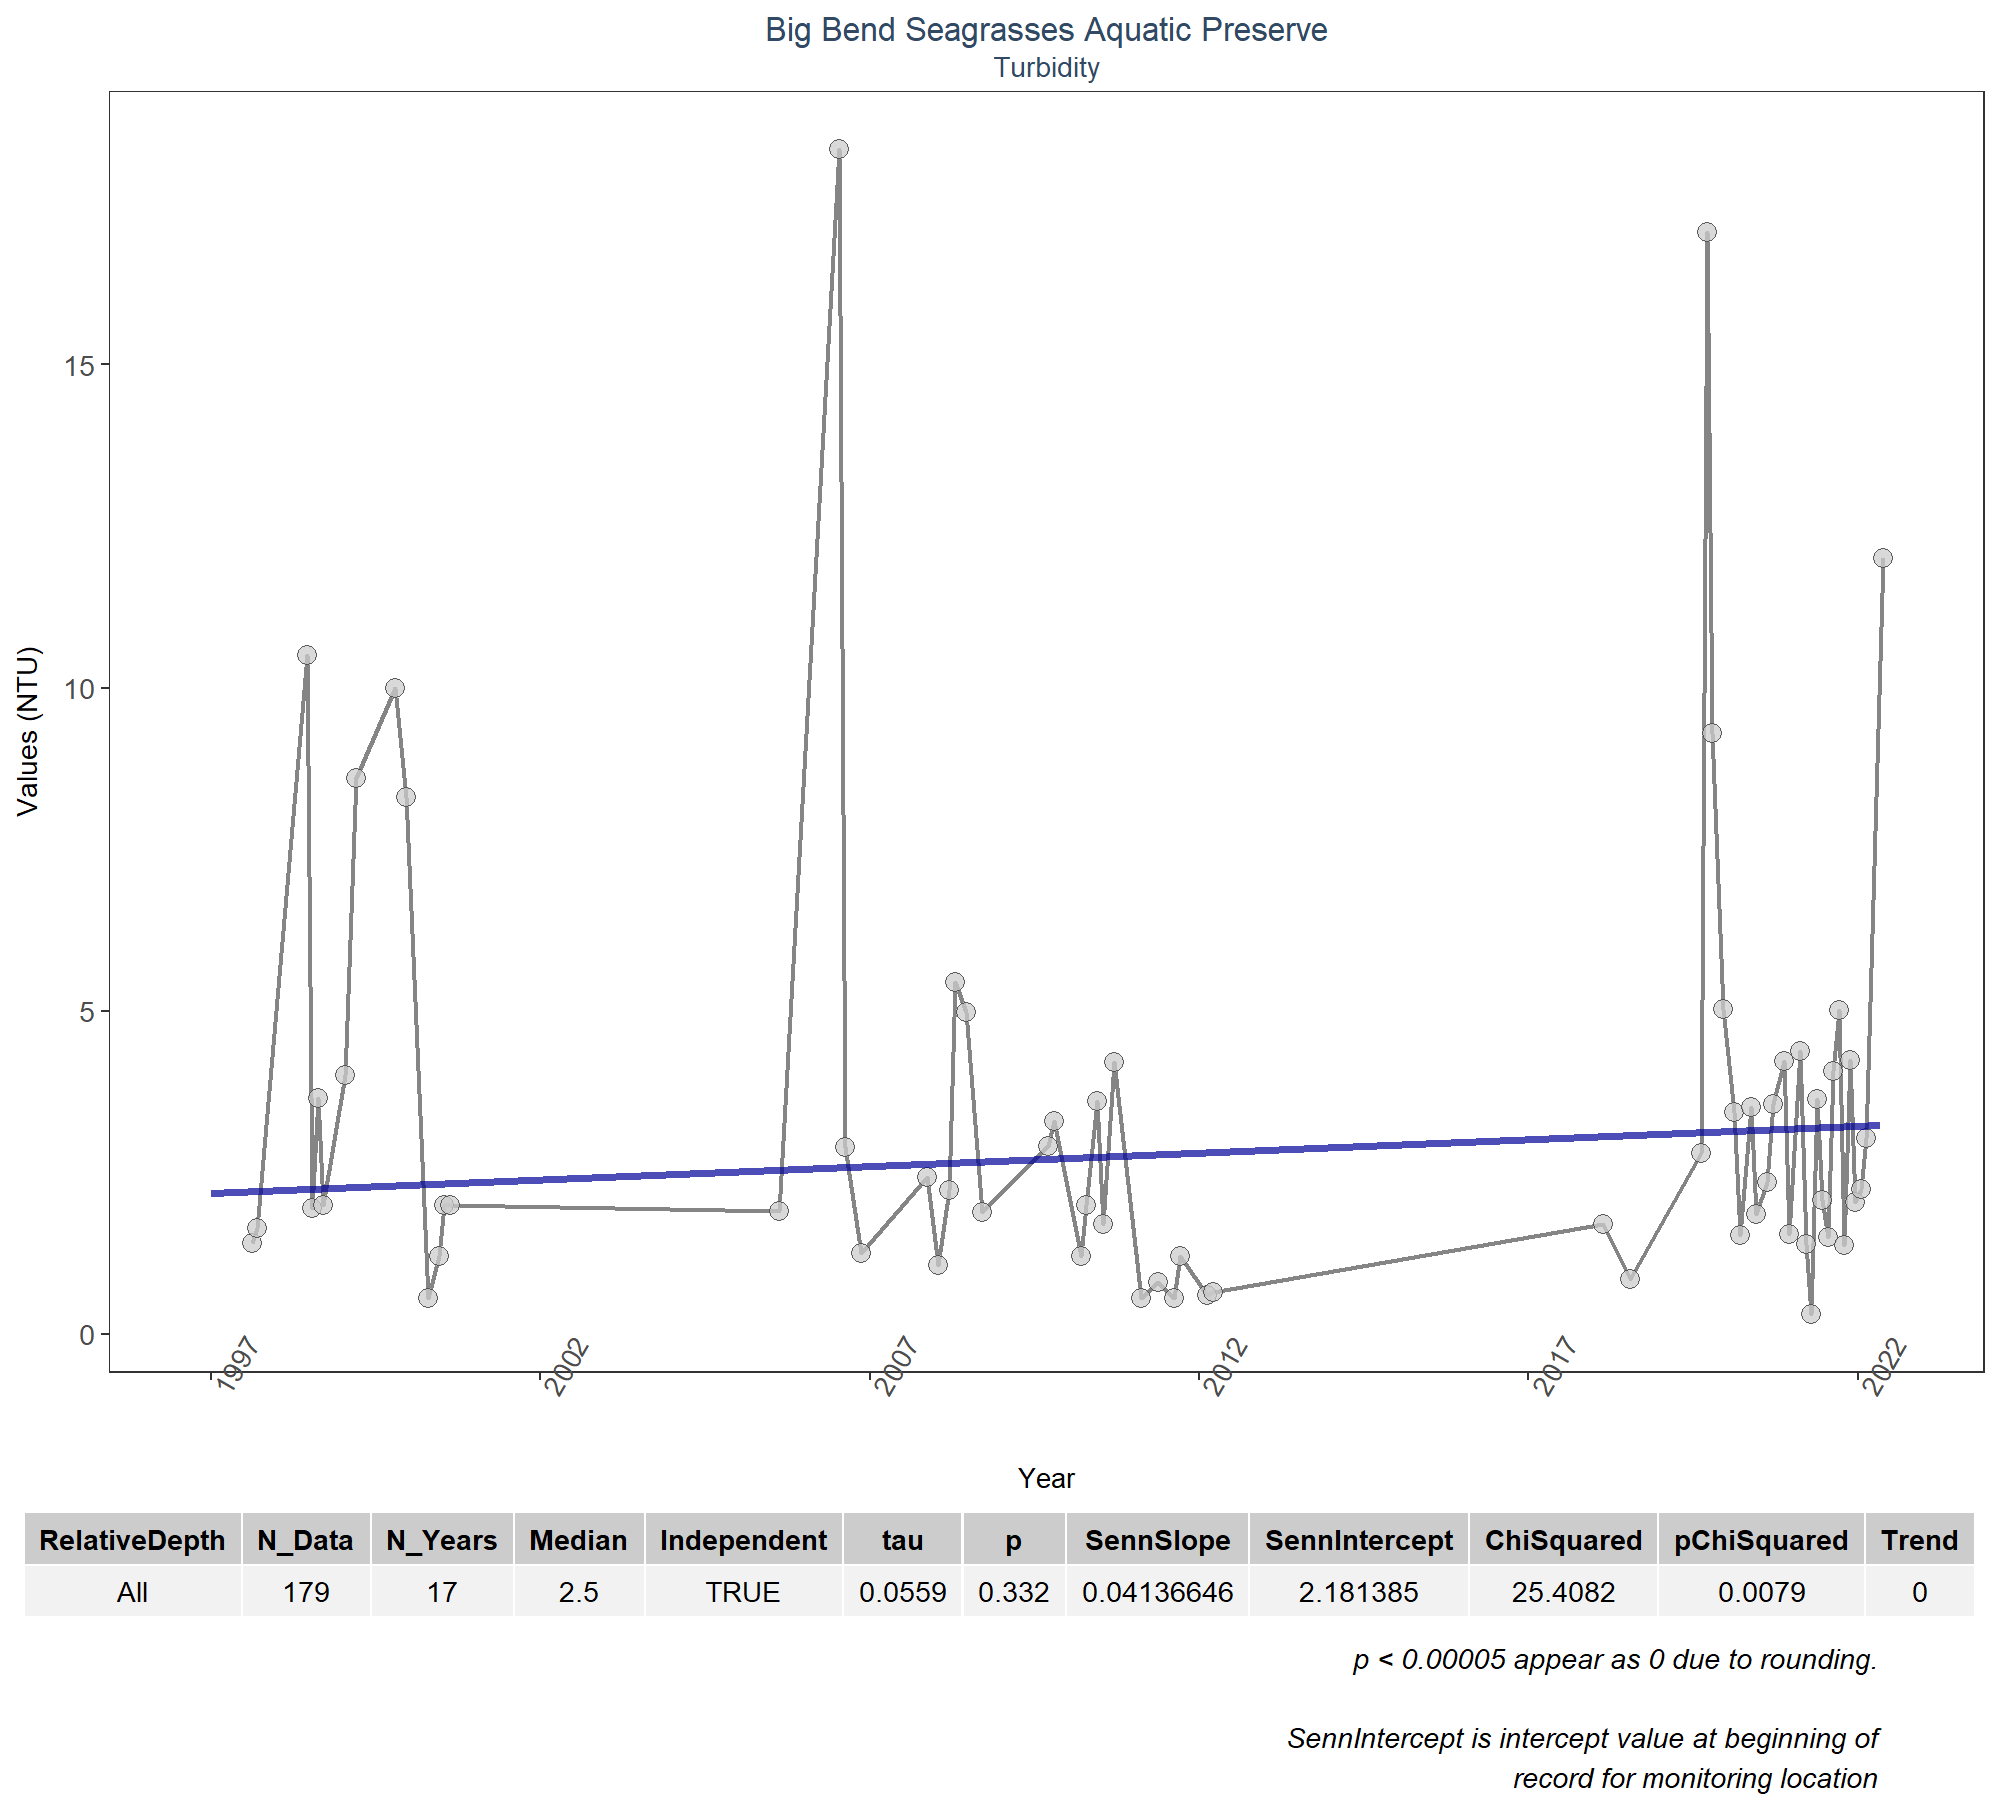 Big Bend Seagrasses Aquatic Preserve
Turbidity
Values (NTU)
15
10
5
0
1997 2002 2007 2012 2017 2022
Year
RelativeDepth N_Data N_Years Median Independent tau p SennSlope SennIntercept ChiSquared pChiSquared Trend
All 179 17 2.5 TRUE 0.0559 0.332 0.04136646 2.181385 25.4082 0.0079 0
p < 0.00005 appear as 0 due to rounding.
SennIntercept is intercept value at beginning of
record for monitoring location